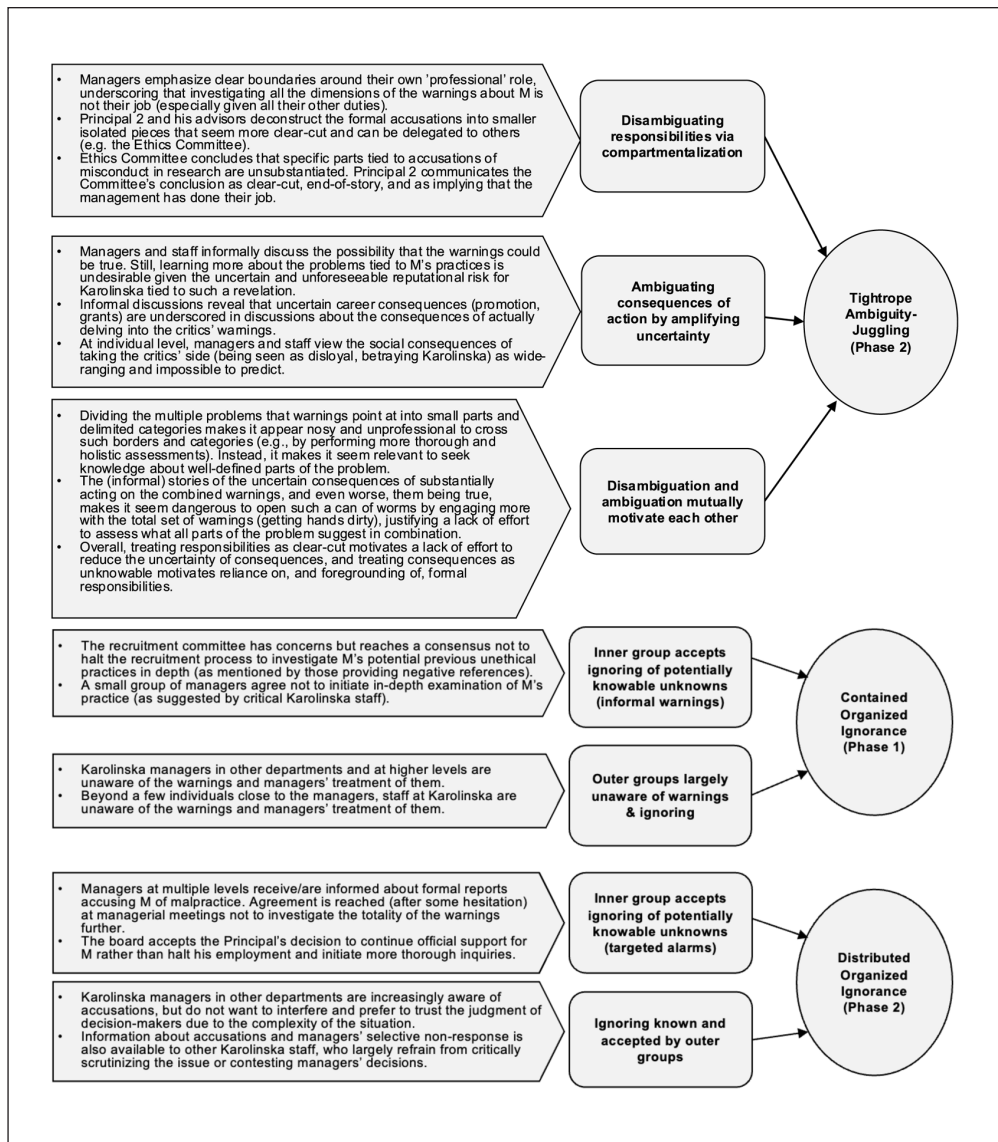 • Managers emphasize clear boundaries around their own 'professional' role,
underscoring that investigating all the dimensions of the warnings about M is
not their job (especially given all their other duties).
• Principal 2 and his advisors deconstruct the formal accusations into smaller
isolated pieces that seem more clear-cut and can be delegated to others
(e.g. the Ethics Committee).
• Ethics Committee concludes that specific parts tied to accusations of
misconduct in research are unsubstantiated. Principal 2 communicates the
Committee's conclusion as clear-cut, end-of-story, and as implying that the
management has done their job.
Disambiguating
responsibilities via
compartmentalization
• Managers and staff informally discuss the possibility that the warnings could
be true. Still, learning more about the problems tied to M's practices is
undesirable given the uncertain and unforeseeable reputational risk for
Karolinska tied to such a revelation.
• Informal discussions reveal that uncertain career consequences (promotion,
grants) are underscored in discussions about the consequences of actually
delving into the critics' warnings.
• At individual level, managers and staff view the social consequences of
taking the critics' side (being seen as disloyal, betraying Karolinska) as wide-
ranging and impossible to predict.
Ambiguating
consequences of
action by amplifying
uncertainty
Tightrope
Ambiguity-
Juggling
(Phase 2)
• Dividing the multiple problems that warnings point at into small parts and
delimited categories makes it appear nosy and unprofessional to cross
such borders and categories (e.g., by performing more thorough and
holistic assessments). Instead, it makes it seem relevant to seek
knowledge about well-defined parts of the problem.
• The (informal) stories of the uncertain consequences of substantially
acting on the combined warnings, and even worse, them being true,
makes it seem dangerous to open such a can of worms by engaging more
with the total set of warnings (getting hands dirty), justifying a lack of effort
to assess what all parts of the problem suggest in combination.
• Overall, treating responsibilities as clear-cut motivates a lack of effort to
reduce the uncertainty of consequences, and treating consequences as
unknowable motivates reliance on, and foregrounding of, formal
responsibilities.
Disambiguation and
ambiguation mutually
motivate each other
• The recruitment committee has concerns but reaches a consensus not to
halt the recruitment process to investigate M's potential previous unethical
practices in depth (as mentioned by those providing negative references).
• A small group of managers agree not to initiate in-depth examination of M's
practice (as suggested by critical Karolinska staff).
Inner group accepts
ignoring of potentially
knowable unknowns
(informal warnings)
Contained
Organized
Ignorance
(Phase 1)
• Karolinska managers in other departments and at higher levels are
unaware of the warnings and managers' treatment of them.
• Beyond a few individuals close to the managers, staff at Karolinska are
unaware of the warnings and managers' treatment of them.
Outer groups largely
unaware of warnings
& ignoring
• Managers at multiple levels receive/are informed about formal reports
accusing M of malpractice. Agreement is reached (after some hesitation)
at managerial meetings not to investigate the totality of the warnings
further.
• The board accepts the Principal's decision to continue official support for
M rather than halt his employment and initiate more thorough inquiries.
Inner group accepts
ignoring of potentially
knowable unknowns
(targeted alarms)
Distributed
Organized
Ignorance
(Phase 2)
• Karolinska managers in other departments are increasingly aware of
accusations, but do not want to interfere and prefer to trust the judgment of
decision-makers due to the complexity of the situation.
• Information about accusations and managers' selective non-response is
also available to other Karolinska staff, who largely refrain from critically
scrutinizing the issue or contesting managers' decisions.
Ignoring known and
accepted by outer
groups